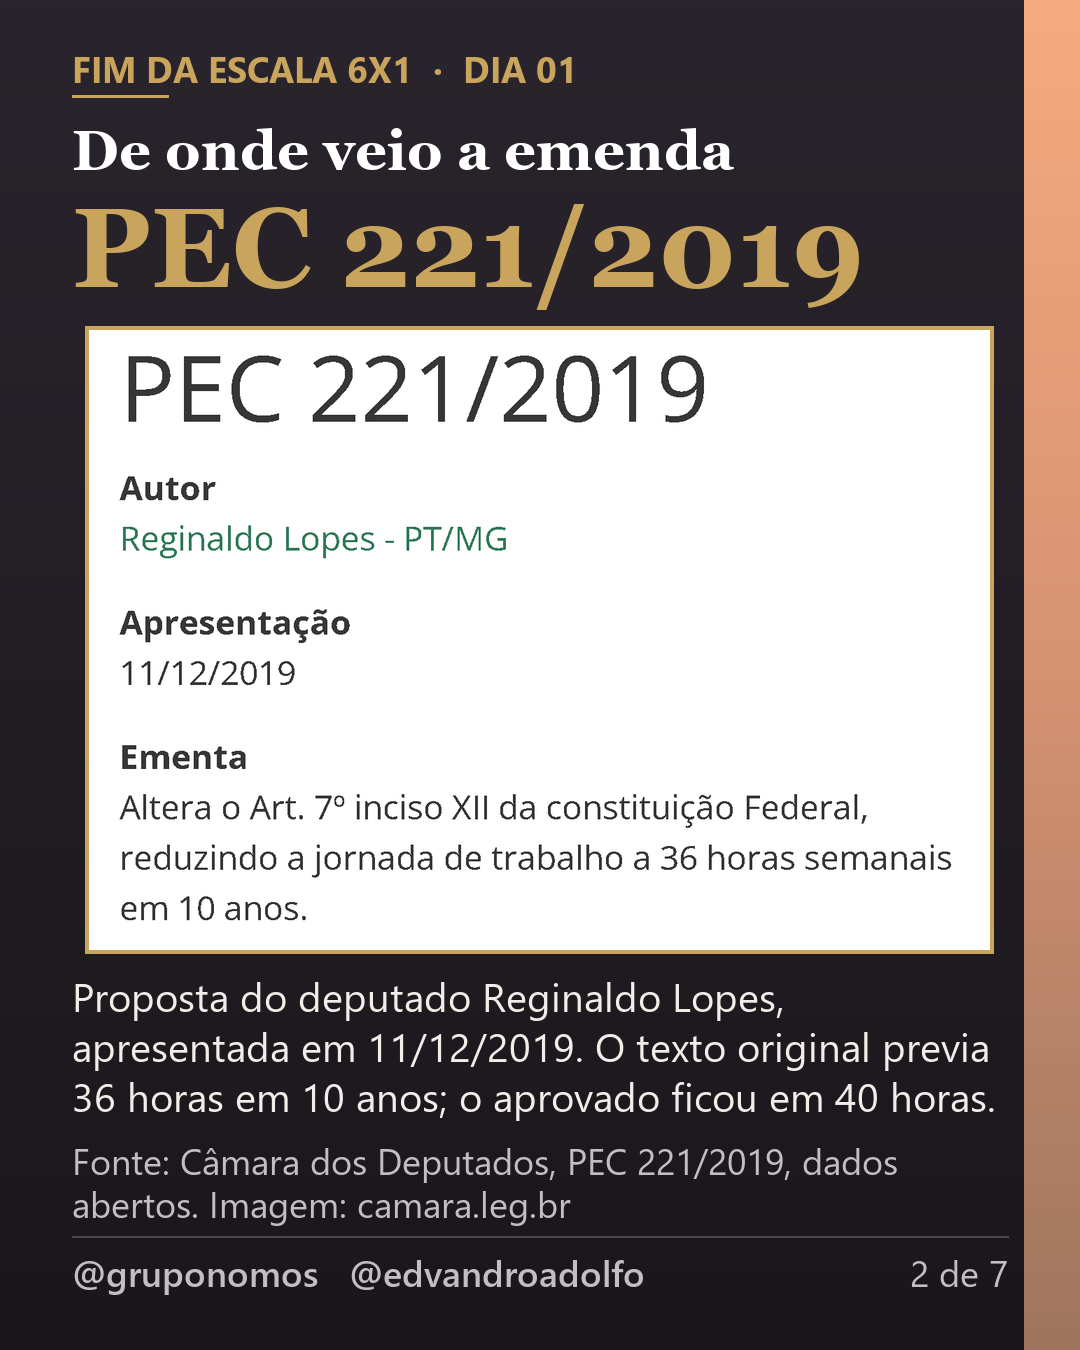 FIM DA ESCALA 6X1 · DIA 01
De onde veio a emenda
PEC 221/2019
PEC 221/2019
Autor
Reginaldo Lopes - PT/MG
Apresentação
11/12/2019
Ementa
Altera o Art. 7º inciso XII da constituição Federal,
reduzindo a jornada de trabalho a 36 horas semanais
em 10 anos.
Proposta do deputado Reginaldo Lopes,
apresentada em 11/12/2019. O texto original previa
36 horas em 10 anos; o aprovado ficou em 40 horas.
Fonte: Câmara dos Deputados, PEC 221/2019, dados
abertos. Imagem: camara.leg.br
@gruponomos @edvandroadolfo 2 de 7